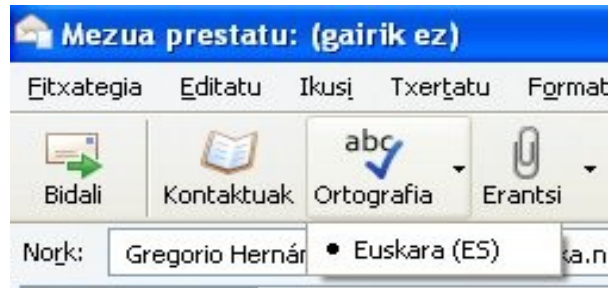 Mezua prestatu: (gairik ez)
Fitxategia Editatu Ikusi Txertatu Format
abc
Bidali Kontaktuak Ortografia Erantsi
Nork: Gregorio Hernán ka.n
Euskara (ES)